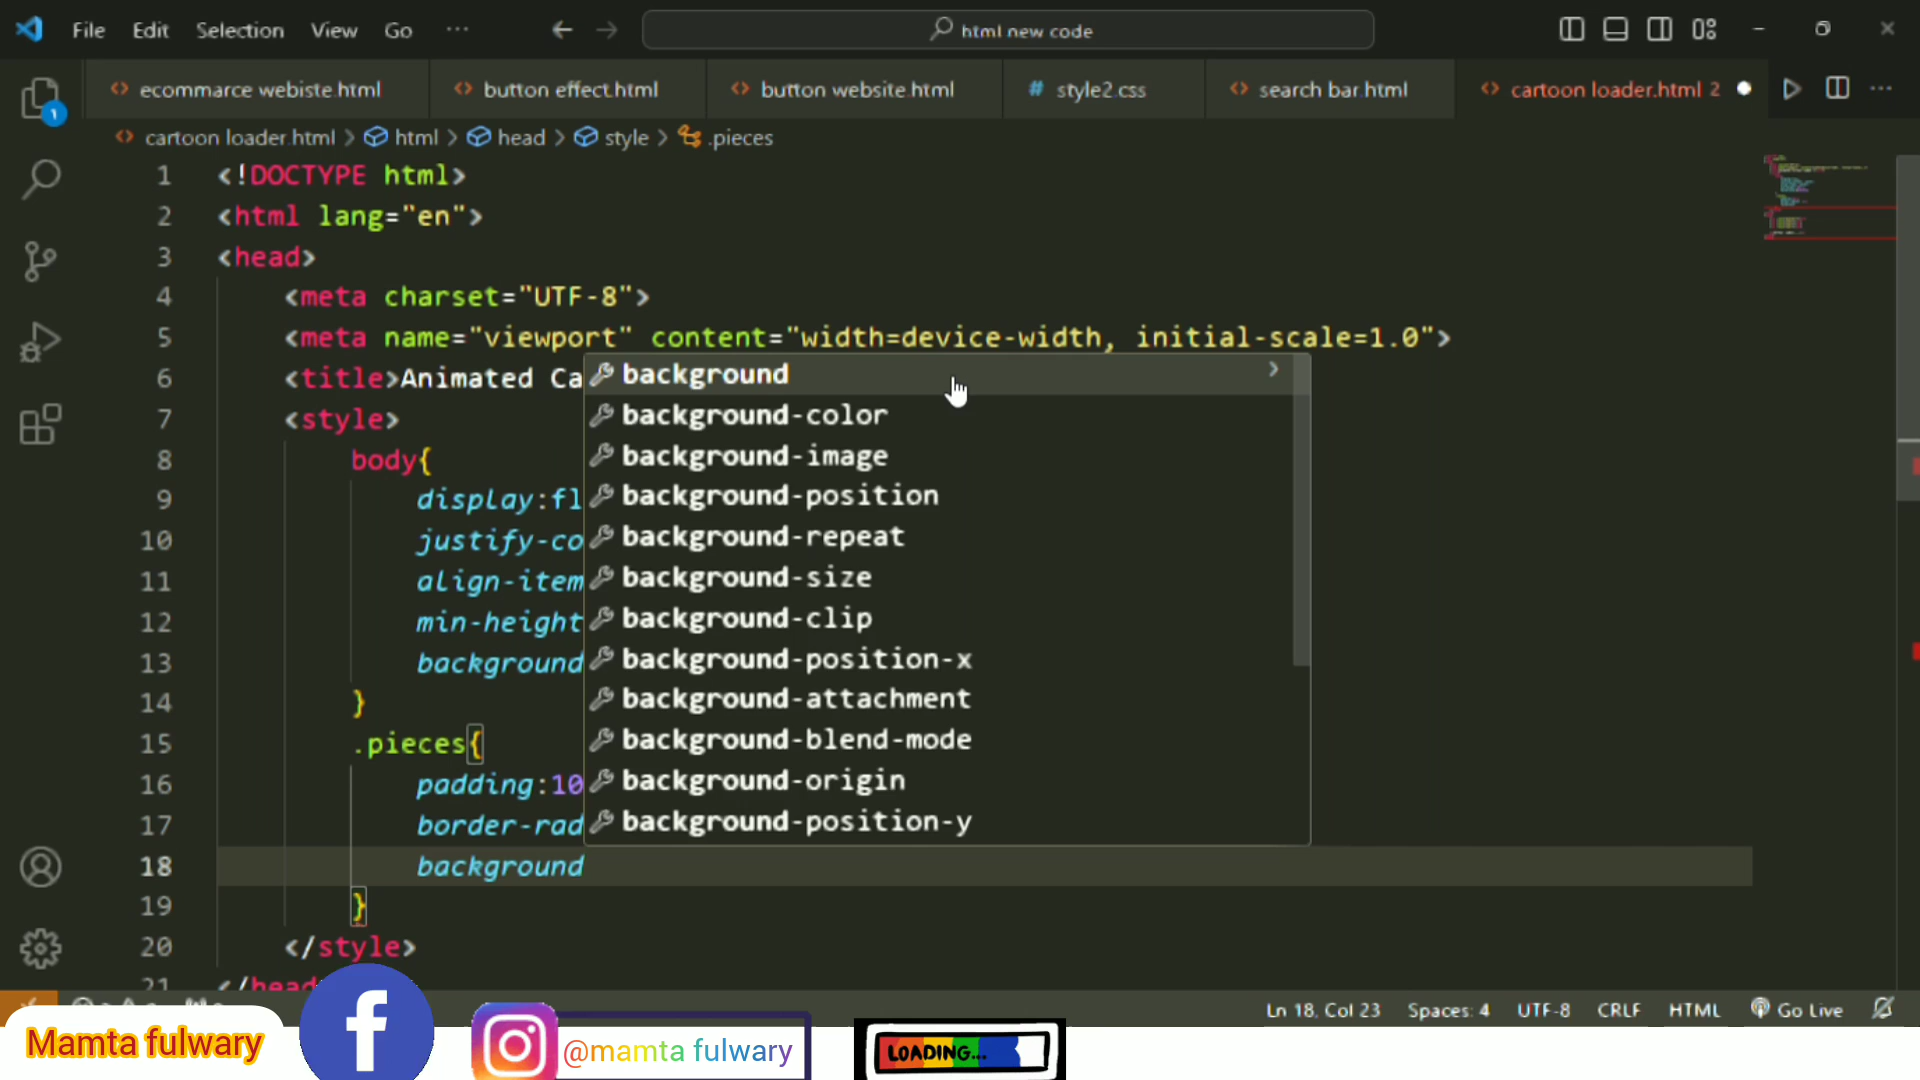 File Edit Selection View Go ... html new code
ecommarce webiste.html button effect.html button website.html # style2.css search bar.html cartoon loader.html 2
cartoon loader.html > html > head > style > .pieces
1 <!DOCTYPE html>
2 <html lang="en">
3 <head>
4 <meta charset="UTF-8">
5 <meta name="viewport" content="width=device-width, initial-scale=1.0">
6 <title>Animated Ca
7 <style>
8 body{
9 display:fl
10 justify-co
11 align-item
12 min-height
13 background
14 }
15 .pieces{
16 padding:10
17 border-rad
18 background
19 }
20 </style>
21 </head
background
background-color
background-image
background-position
background-repeat
background-size
background-clip
background-position-x
background-attachment
background-blend-mode
background-origin
background-position-y
1
Ln 18, Col 23 Spaces: 4 UTF-8 CRLF HTML Go Live
Mamta fulwary
@mamta fulwary
LOADING...